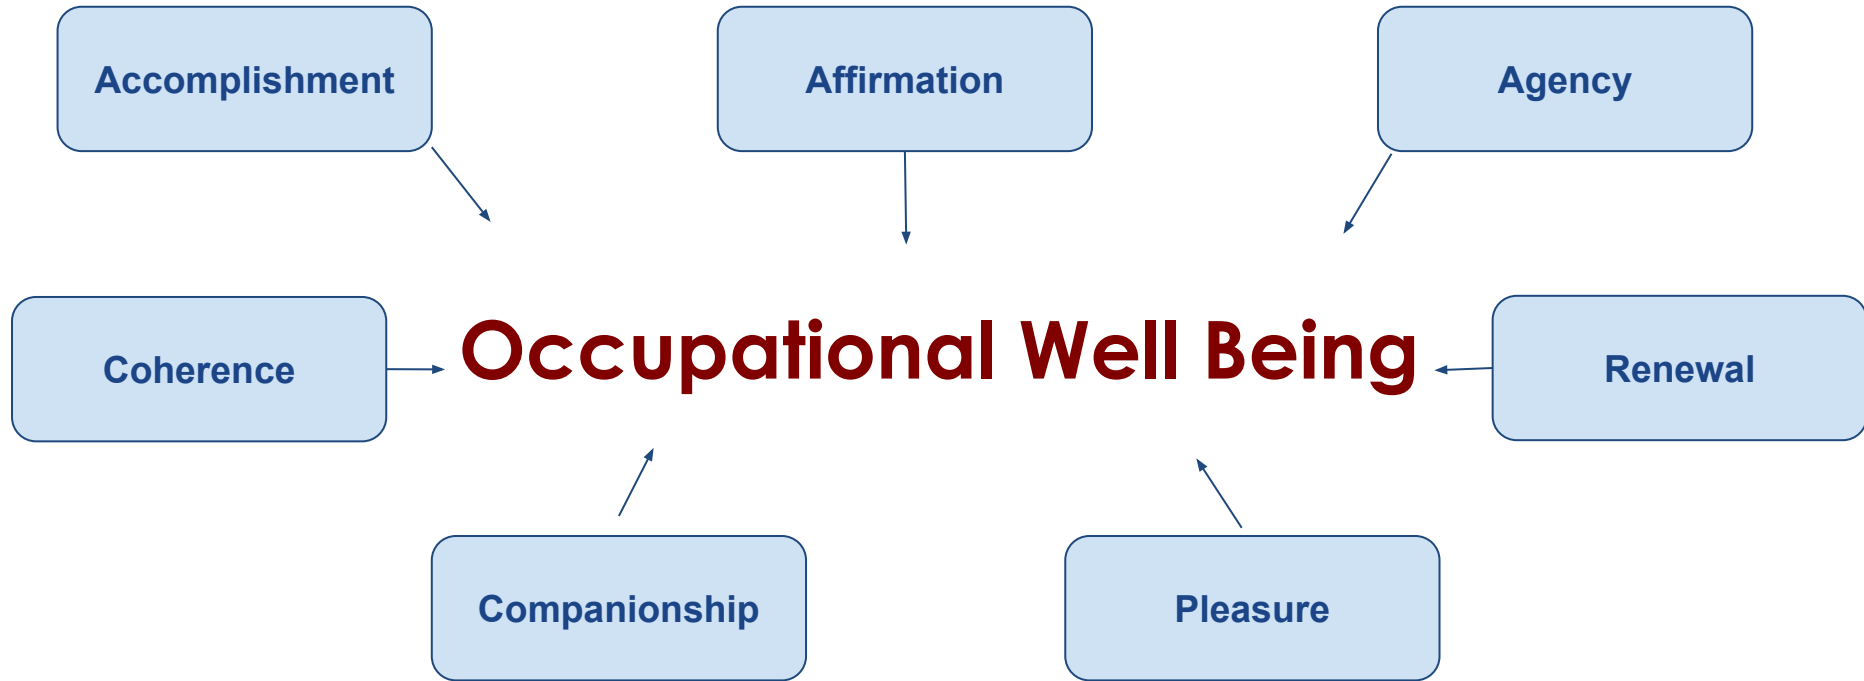 Accomplishment
Affirmation
Agency
Coherence
Occupational Well Being
Renewal
Companionship
Pleasure